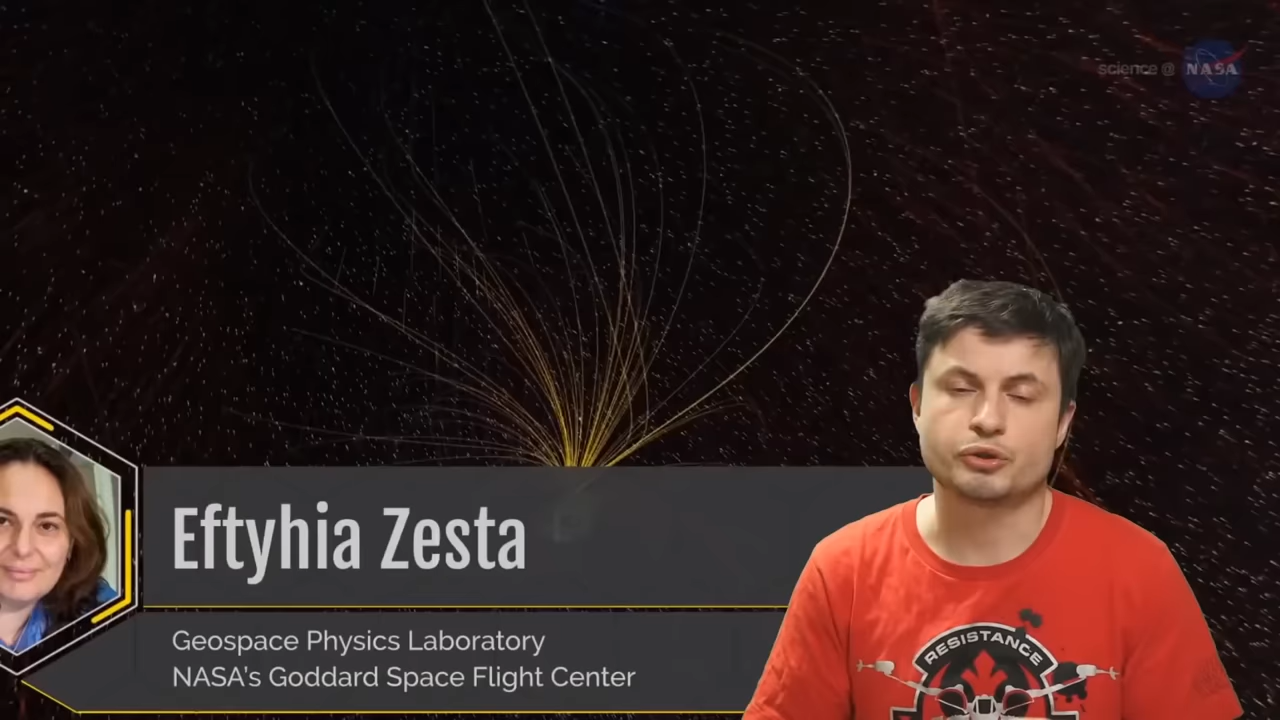 science @ NASA
Eftyhia Zesta
Geospace Physics Laboratory
NASA's Goddard Space Flight Center
RESISTANCE